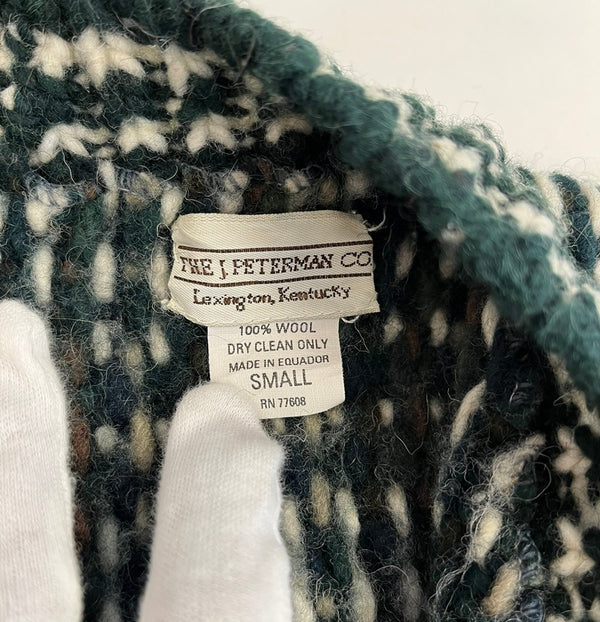 THE J. PETERMAN CO.
Lexington, Kentucky
100% WOOL
DRY CLEAN ONLY
MADE IN EQUADOR
SMALL
RN 77608